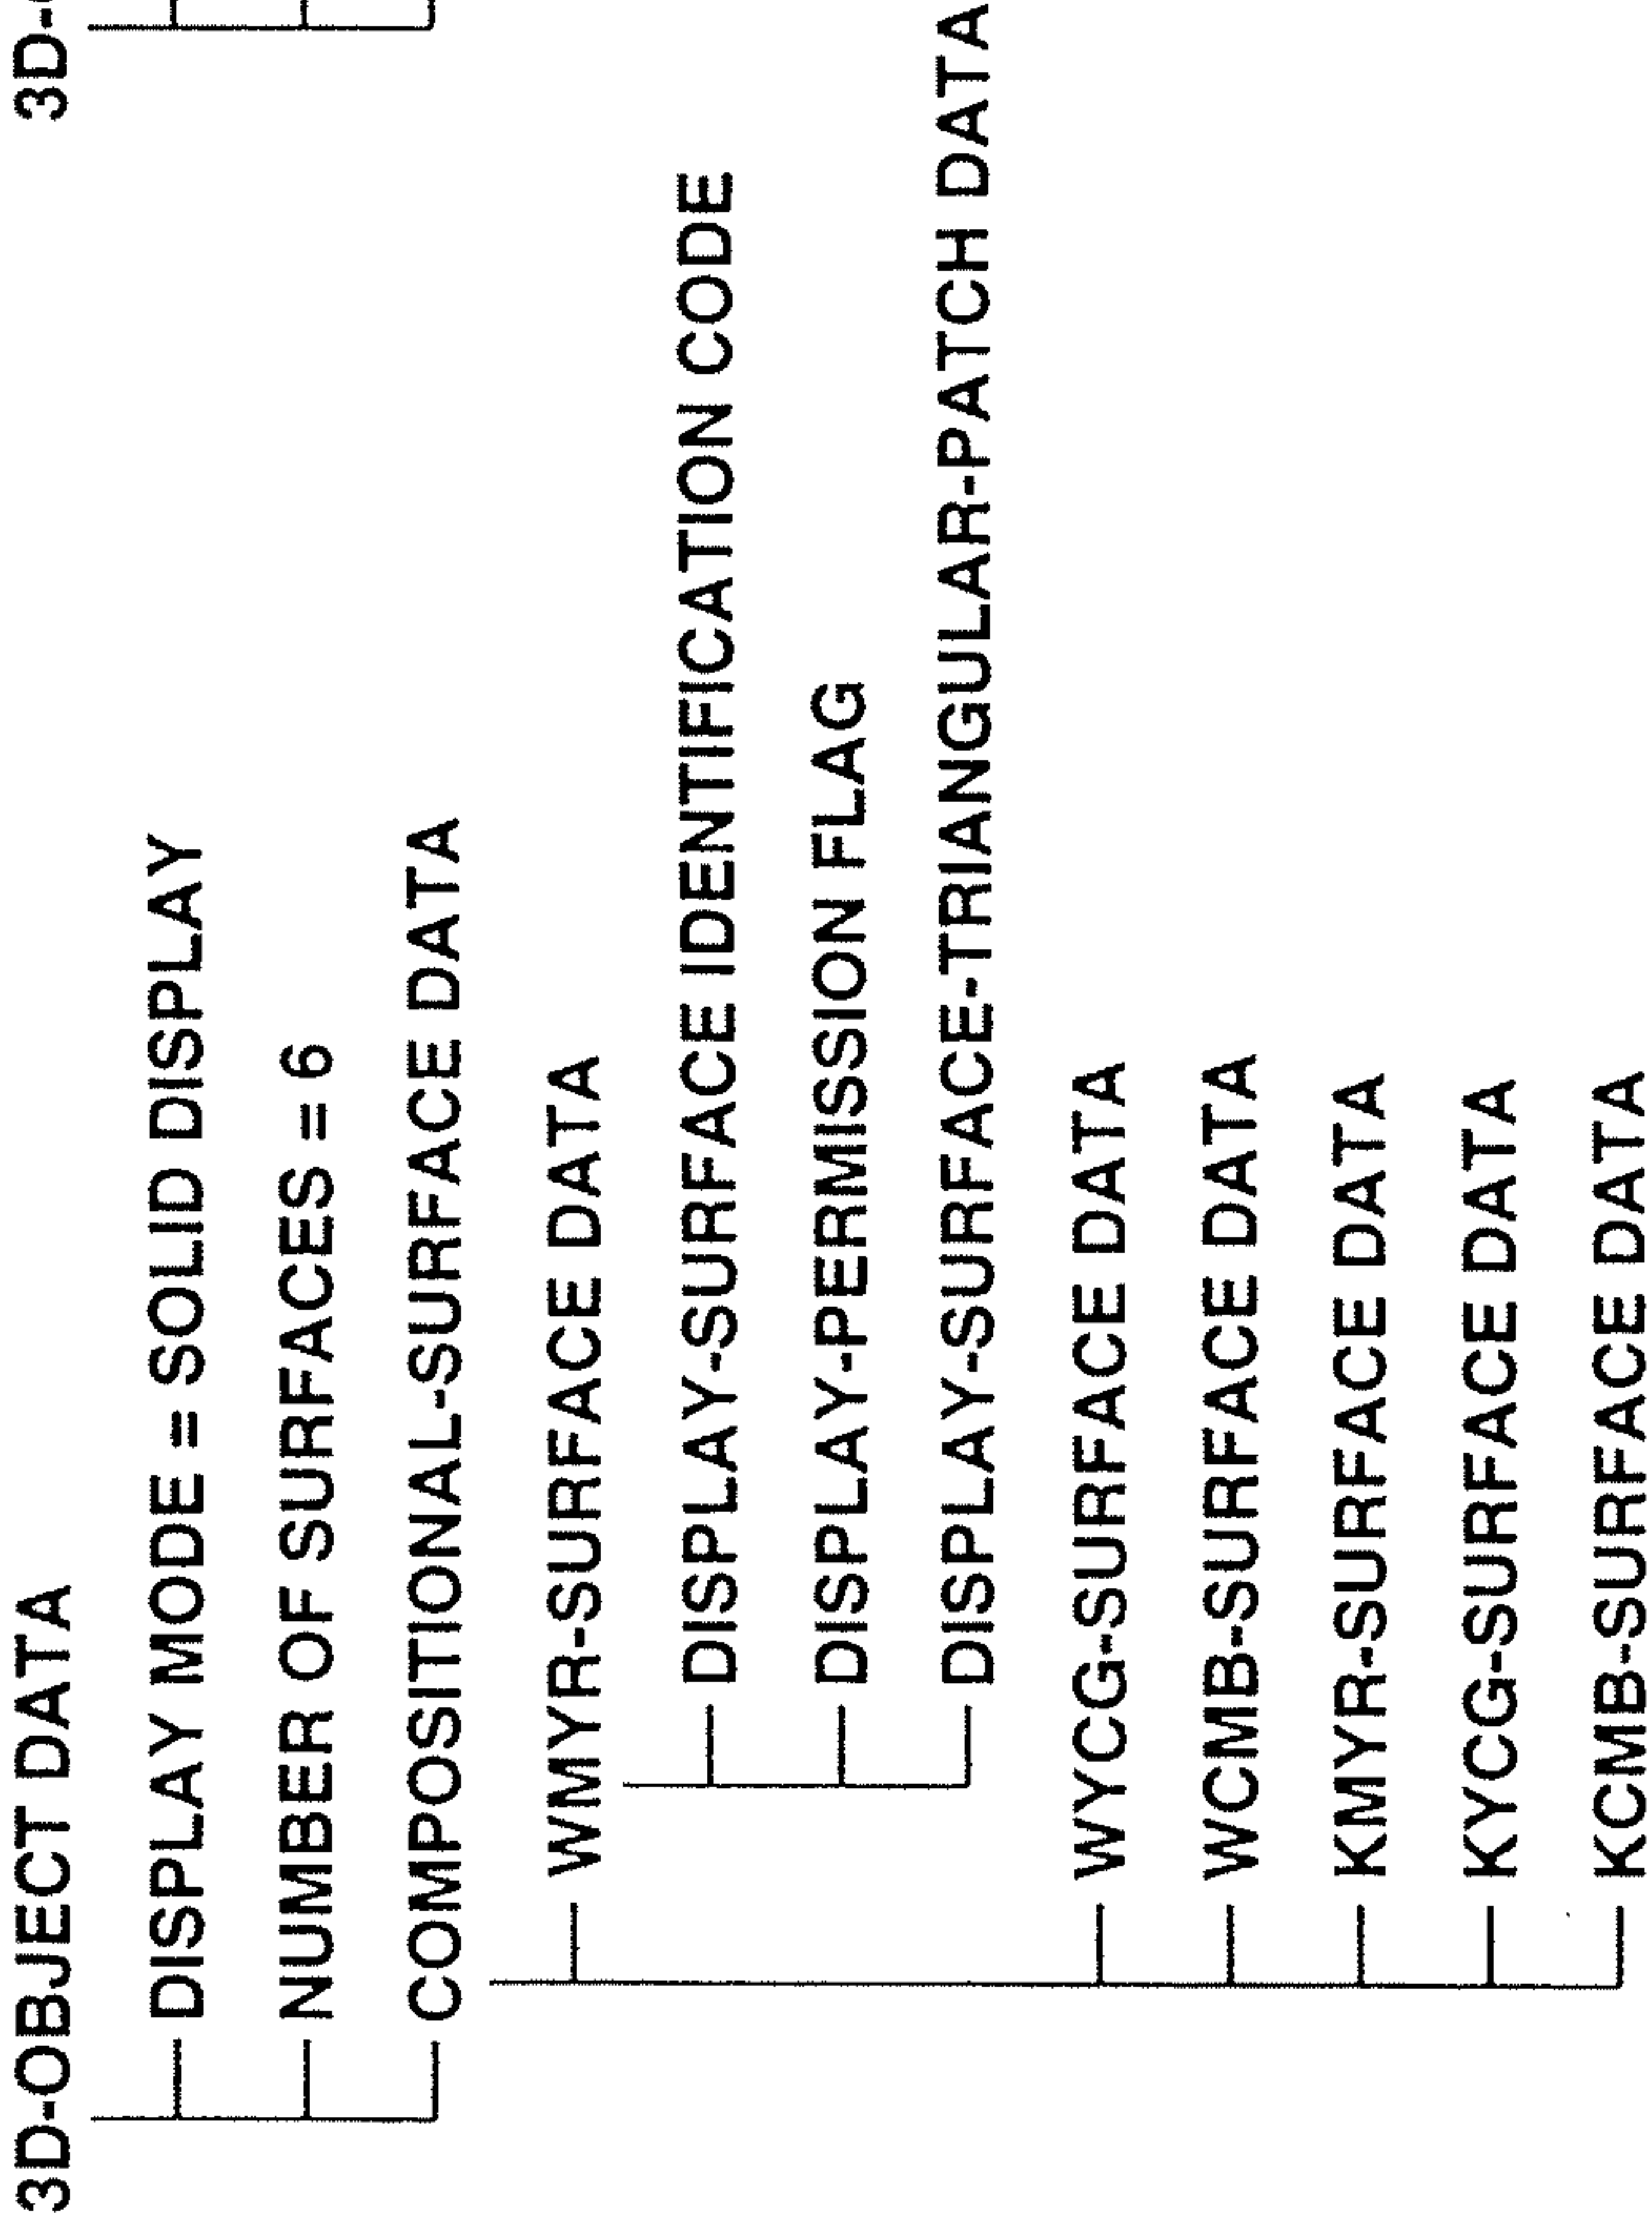 3D-OBJECT DATA
DISPLAY MODE = SOLID DISPLAY
NUMBER OF SURFACES = 6
COMPOSITIONAL-SURFACE DATA
WMYR-SURFACE DATA
DISPLAY-SURFACE IDENTIFICATION CODE
DISPLAY-PERMISSION FLAG
DISPLAY-SURFACE-TRIANGULAR-PATCH DATA
WYCG-SURFACE DATA
WCMB-SURFACE DATA
KMYR-SURFACE DATA
KYCG-SURFACE DATA
KCMB-SURFACE DATA
3D-